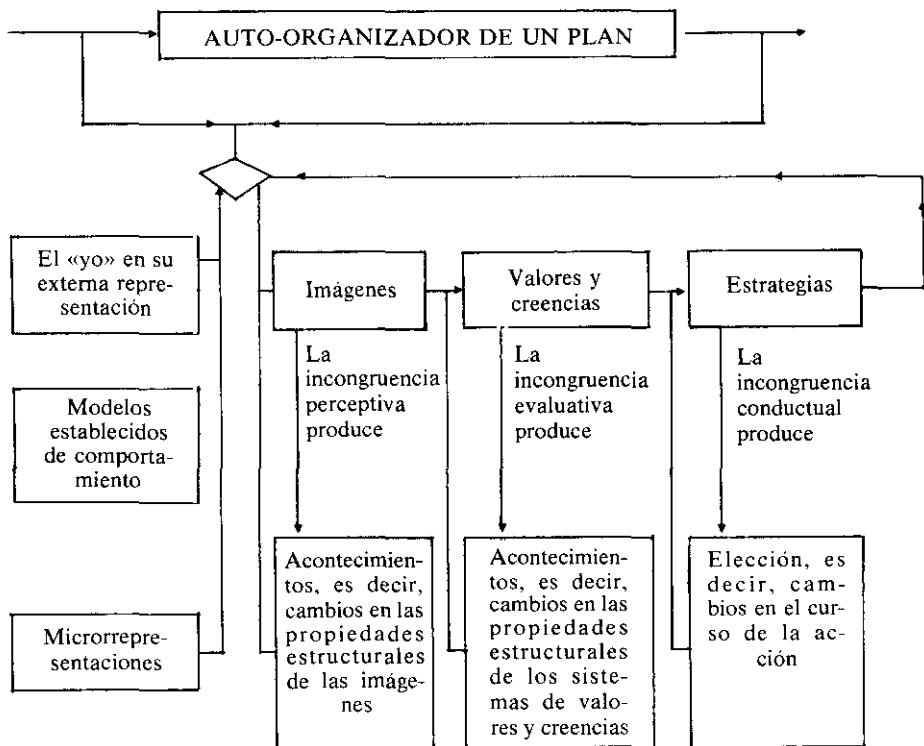 AUTO-ORGANIZADOR DE UN PLAN
El «yo» en su
externa repre-
sentación
Imágenes
Valores y
creencias
Estrategias
La
incongruencia
perceptiva
produce
La
incongruencia
evaluativa
produce
La
incongruencia
conductual
produce
Modelos
establecidos
de comporta-
miento
Microrrepre-
sentaciones
Acontecimien-
tos, es decir,
cambios en las
propiedades
estructurales
de las imáge-
nes
Acontecimien-
tos, es decir,
cambios en las
propiedades
estructurales
de los siste-
mas de valo-
res y creencias
Elección, es
decir, cam-
bios en el cur-
so de la ac-
ción